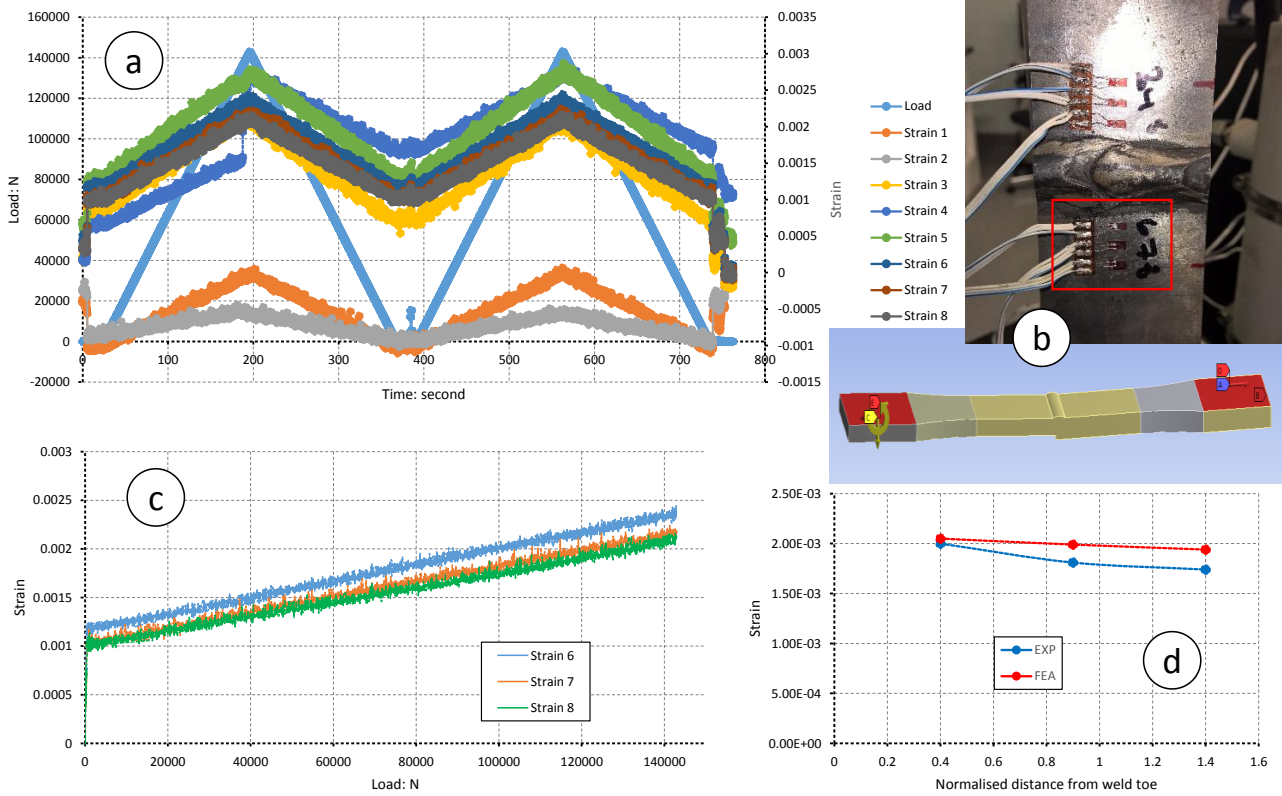 a
160000
140000
120000
100000
80000
60000
40000
20000
0
-20000
Load: N
0.0035
0.003
0.0025
0.002
0.0015
0.001
0.0005
0
-0.0005
-0.001
-0.0015
Strain
0 100 200 300 400 500 600 700 800
Time: second
Load
Strain 1
Strain 2
Strain 3
Strain 4
Strain 5
Strain 6
Strain 7
Strain 8
b
678
c
0.003
0.0025
0.002
0.0015
0.001
0.0005
0
Strain
0 20000 40000 60000 80000 100000 120000 140000
Load: N
Strain 6
Strain 7
Strain 8
d
2.50E-03
2.00E-03
1.50E-03
1.00E-03
5.00E-04
0.00E+00
Strain
0 0.2 0.4 0.6 0.8 1 1.2 1.4 1.6
Normalised distance from weld toe
EXP
FEA